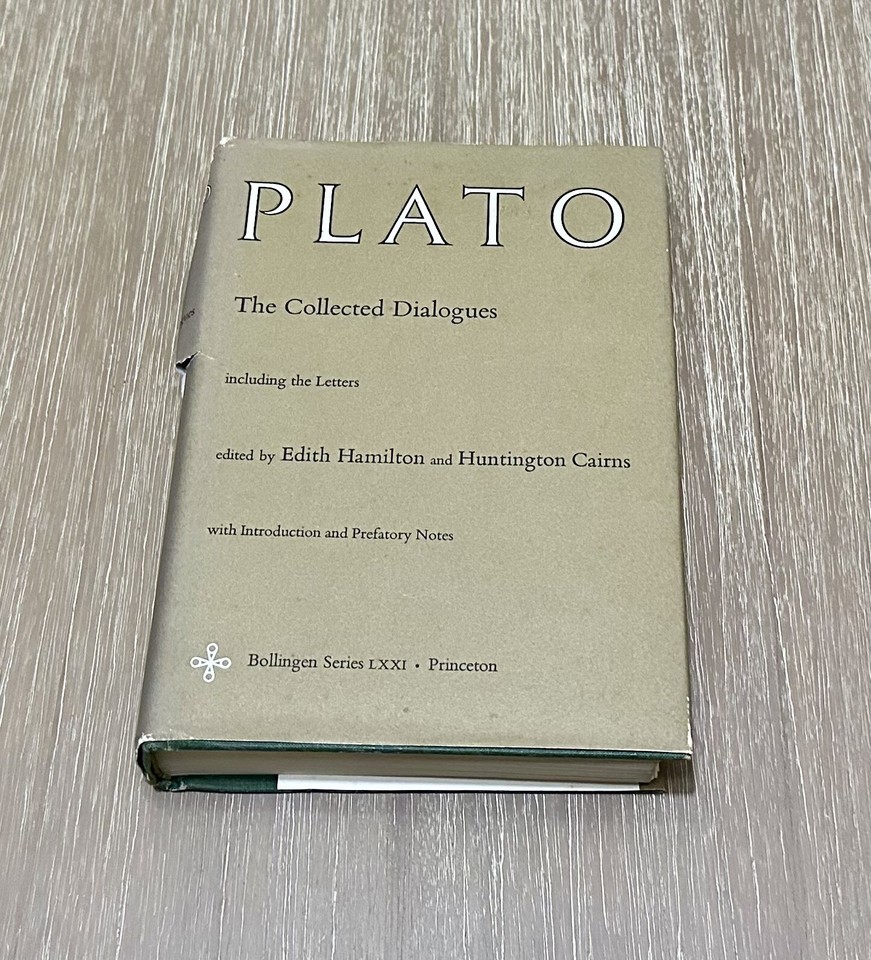 PLATO
The Collected Dialogues
including the Letters
edited by Edith Hamilton and Huntington Cairns
with Introduction and Prefatory Notes
Bollingen Series LXXI · Princeton